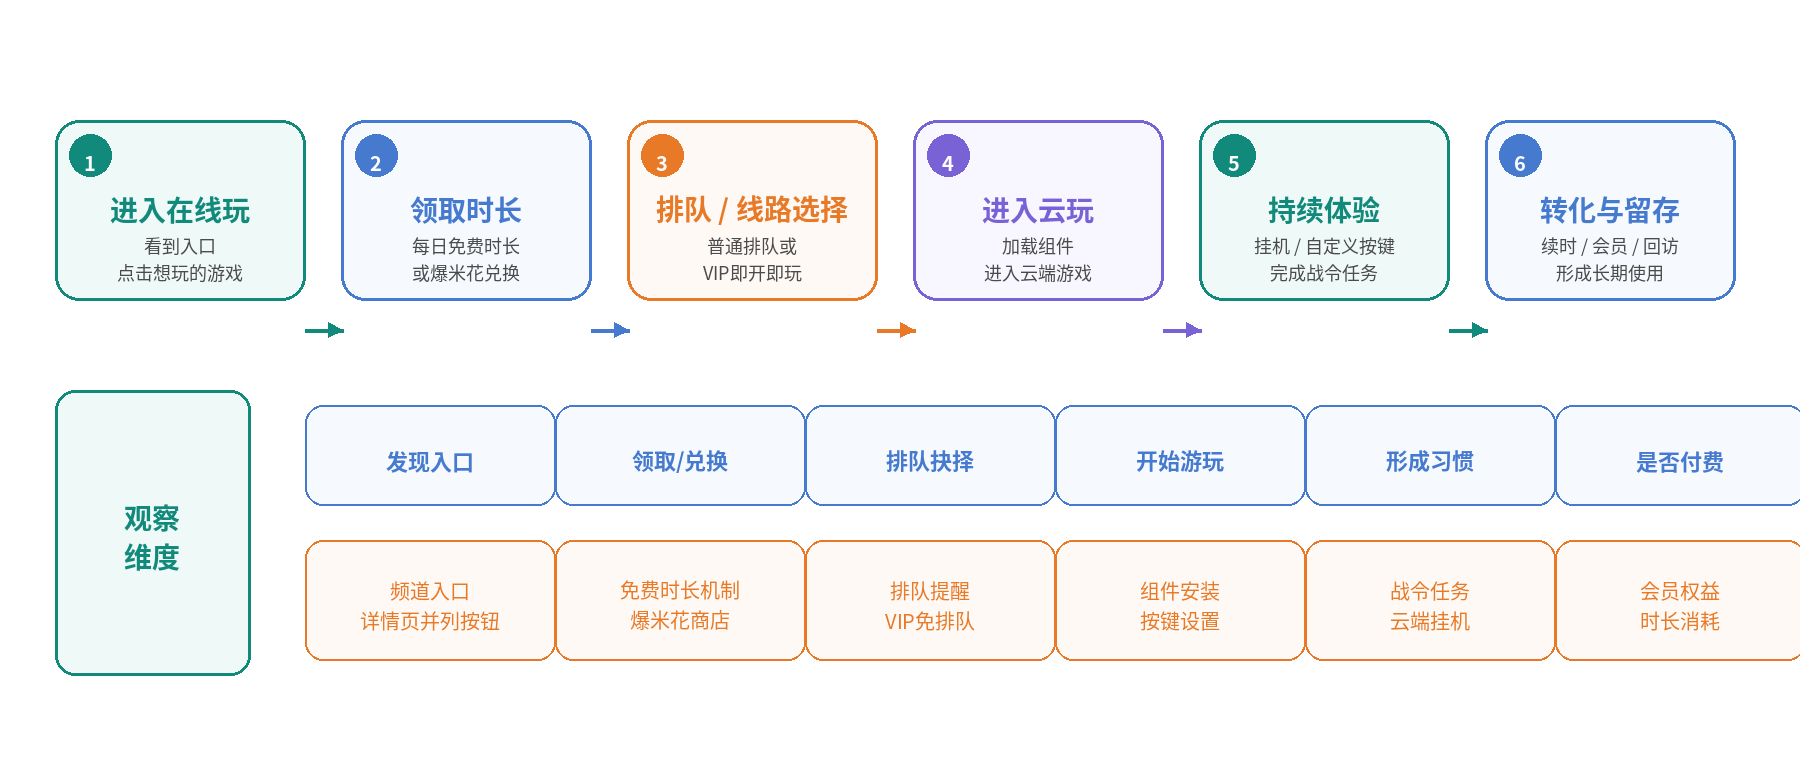 1
进入在线玩
看到入口
点击想玩的游戏
2
领取时长
每日免费时长
或爆米花兑换
3
排队 / 线路选择
普通排队或
VIP即开即玩
4
进入云玩
加载组件
进入云端游戏
5
持续体验
挂机 / 自定义按键
完成战令任务
6
转化与留存
续时 / 会员 / 回访
形成长期使用
观察
维度
发现入口
领取/兑换
排队抉择
开始游玩
形成习惯
是否付费
频道入口
详情页并列按钮
免费时长机制
爆米花商店
排队提醒
VIP免排队
组件安装
按键设置
战令任务
云端挂机
会员权益
时长消耗